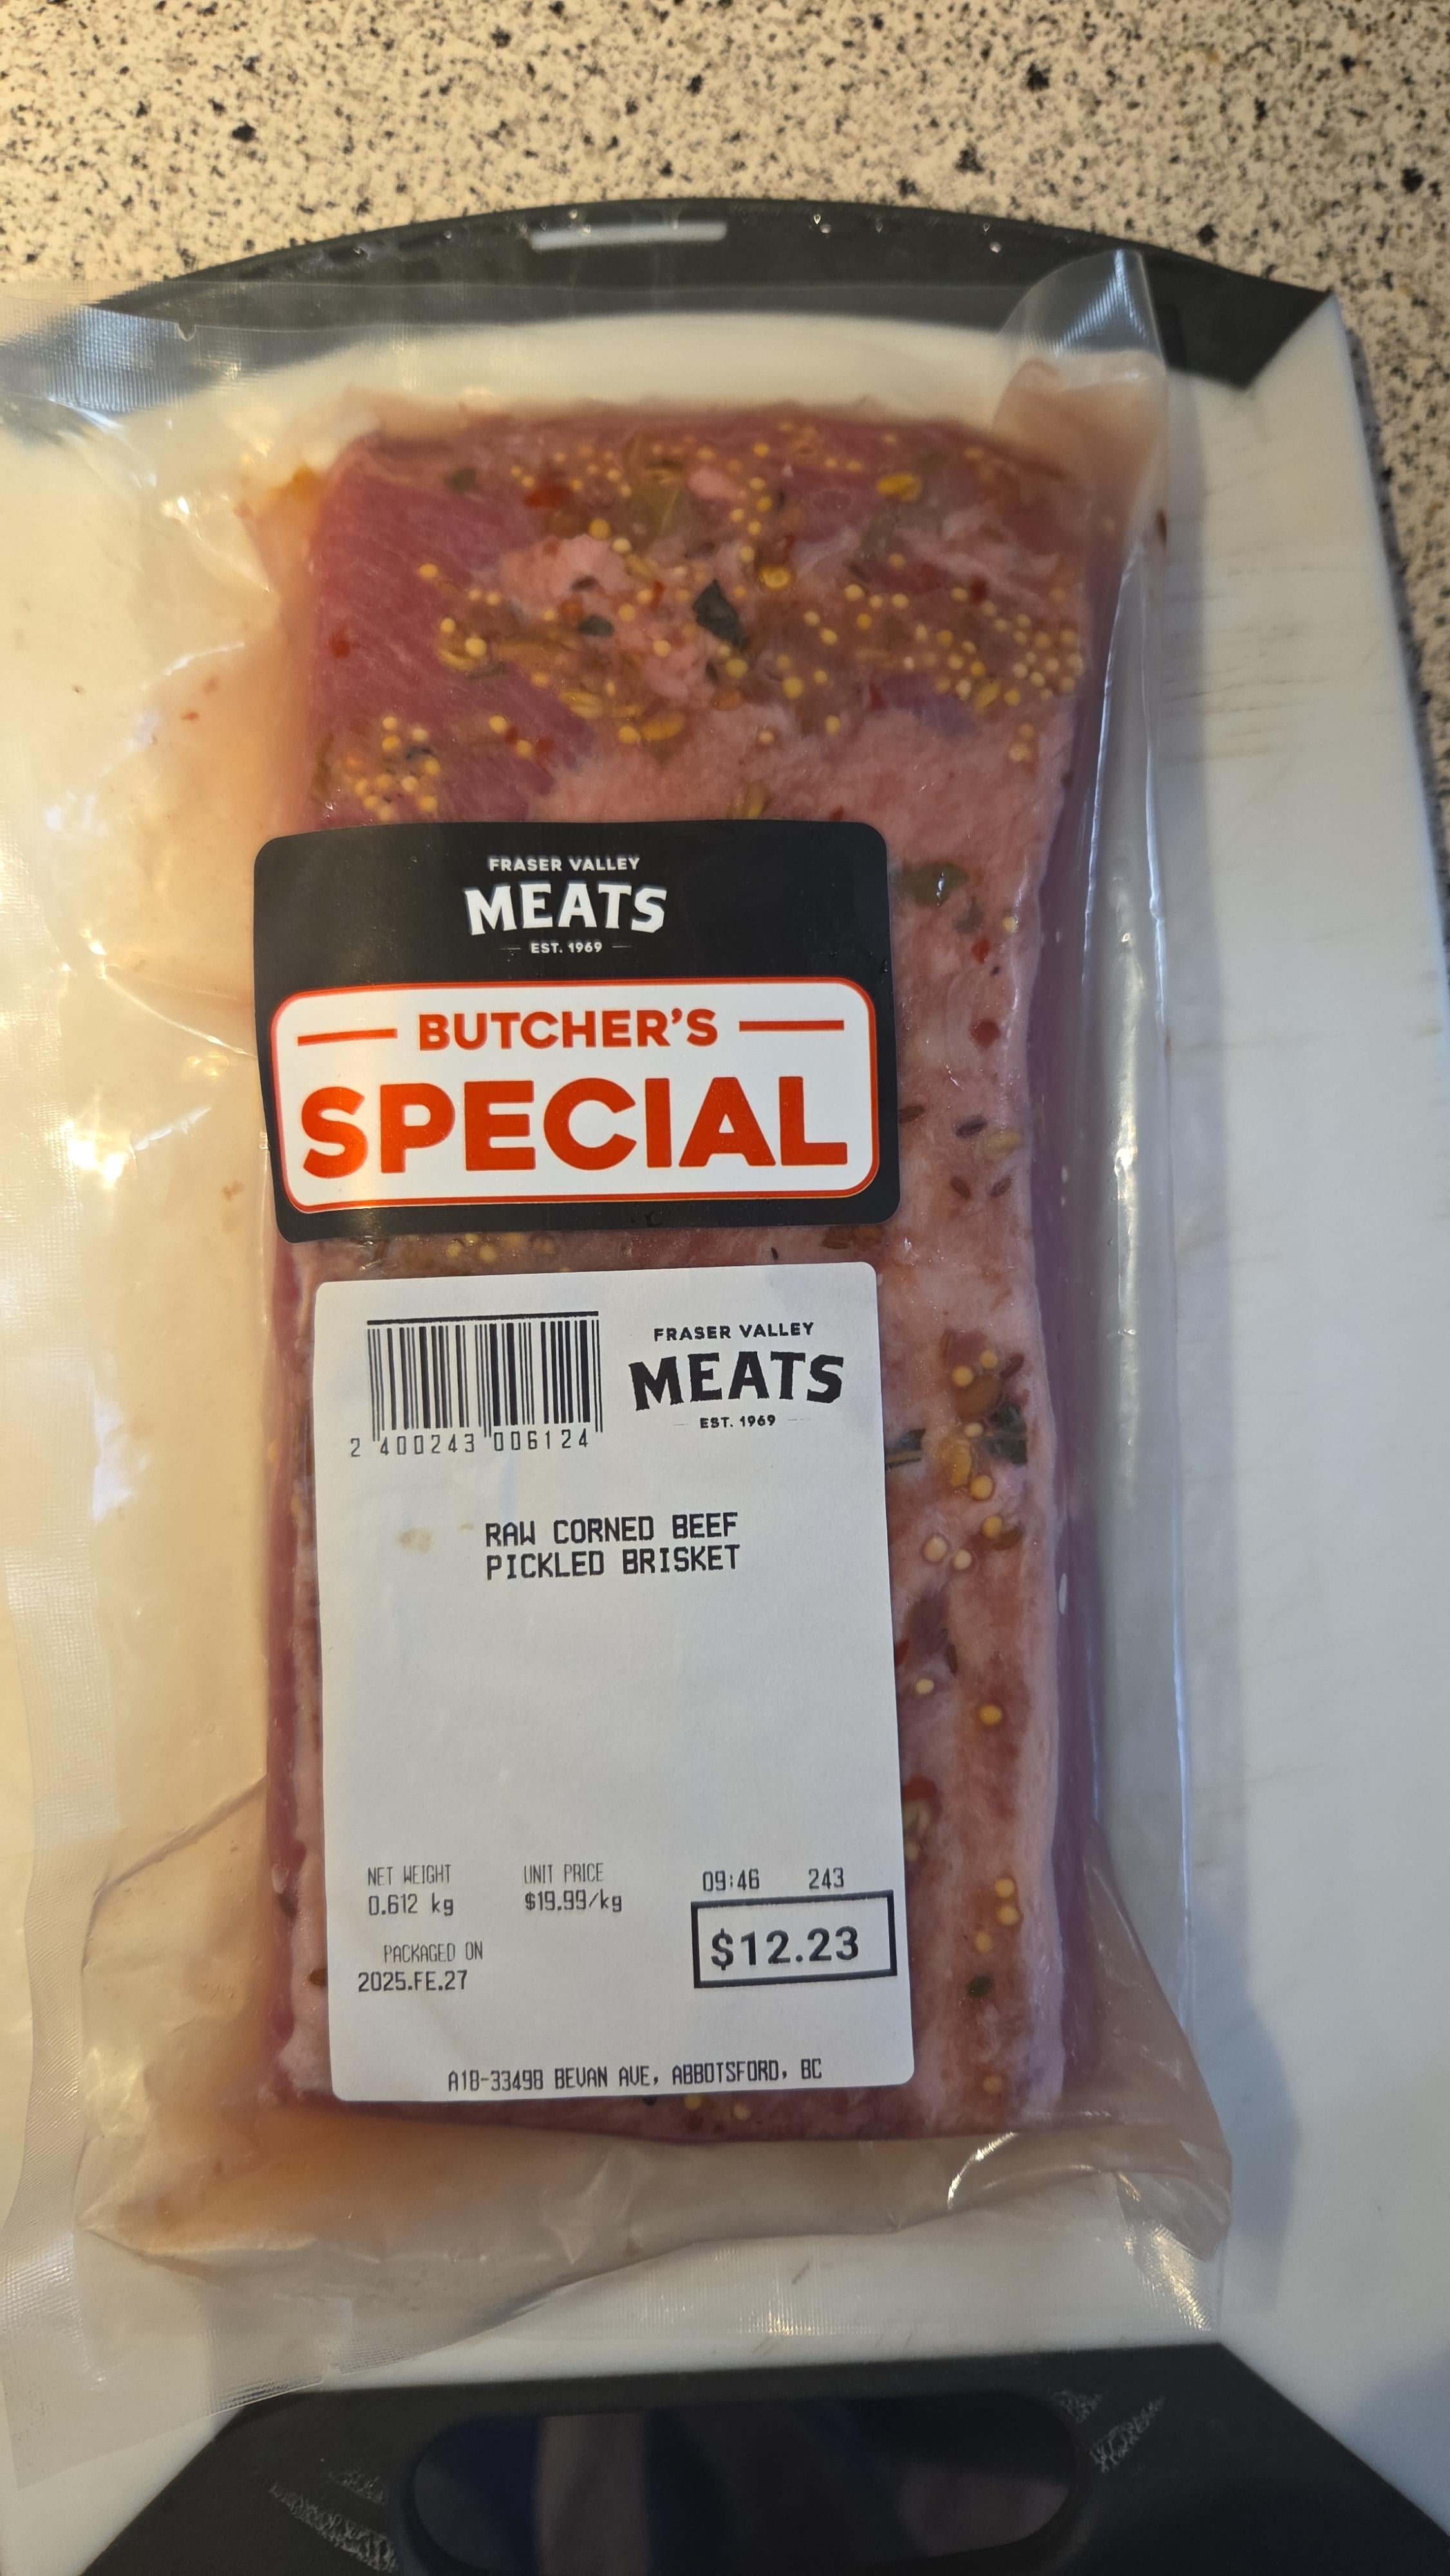 FRASER VALLEY
MEATS
EST. 1969
BUTCHER'S
SPECIAL
2 400243 006124
FRASER VALLEY
MEATS
EST. 1969
RAW CORNED BEEF
PICKLED BRISKET
NET WEIGHT UNIT PRICE 09:46 243
0.612 kg $19.99/kg $12.23
PACKAGED ON
2025.FE.27
A1B-33498 BEVAN AVE, ABBOTSFORD, BC